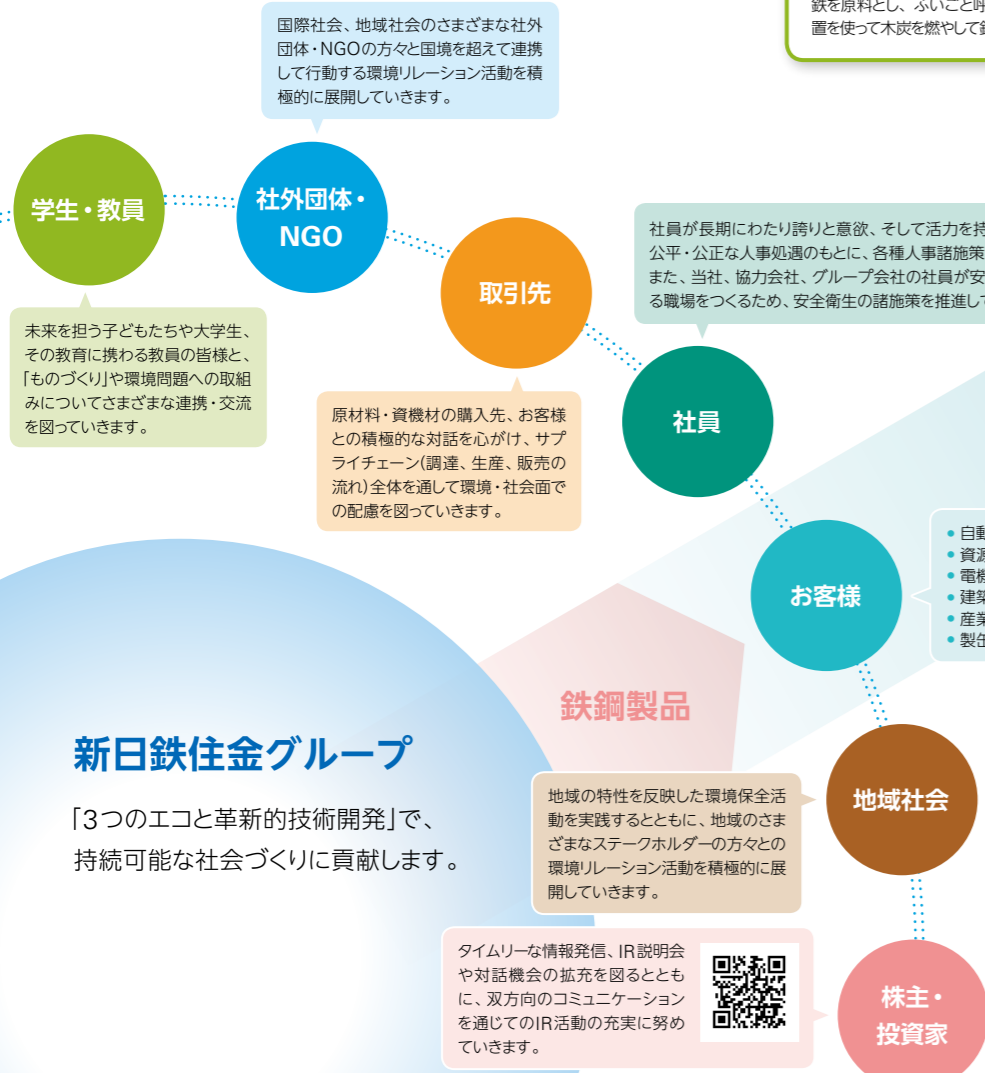 鉄を原料とし、ふいごと呼
置を使って木炭を燃やして
国際社会、地域社会のさまざまな社外
団体・NGOの方々と国境を超えて連携
して行動する環境リレーション活動を積
極的に展開していきます。
学生・教員
社外団体・
NGO
未来を担う子どもたちや大学生、
その教育に携わる教員の皆様と、
「ものづくり」や環境問題への取組
みについてさまざまな連携・交流
を図っていきます。
取引先
原材料・資機材の購入先、お客様
との積極的な対話を心がけ、サプ
ライチェーン(調達、生産、販売の
流れ)全体を通して環境・社会面で
の配慮を図っていきます。
社員が長期にわたり誇りと意欲、そして活力を持
公平・公正な人事処遇のもとに、各種人事諸施策
また、当社、協力会社、グループ会社の社員が安
る職場をつくるため、安全衛生の諸施策を推進して
社員
お客様
• 自動
• 資源
• 電機
• 建築
• 産業
• 製缶
鉄鋼製品
新日鉄住金グループ
「3つのエコと革新的技術開発」で、
持続可能な社会づくりに貢献します。
地域の特性を反映した環境保全活
動を実践するとともに、地域のさま
ざまなステークホルダーの方々との
環境リレーション活動を積極的に展
開していきます。
地域社会
タイムリーな情報発信、IR説明会
や対話機会の拡充を図るととも
に、双方向のコミュニケーション
を通じてのIR活動の充実に努め
ていきます。
株主・
投資家